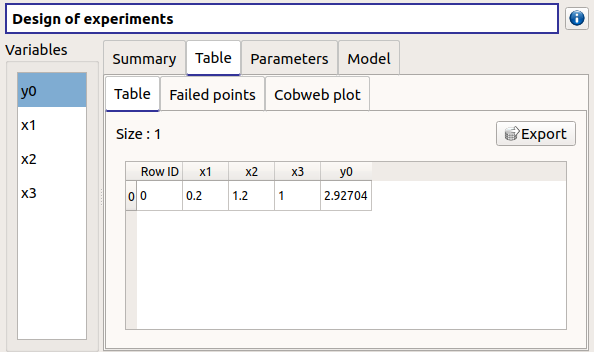 Design of experiments
Variables
y0
x1
x2
x3
Summary Table Parameters Model
Table Failed points Cobweb plot
Size : 1
Export
Row ID x1 x2 x3 y0
0 0 0.2 1.2 1 2.92704